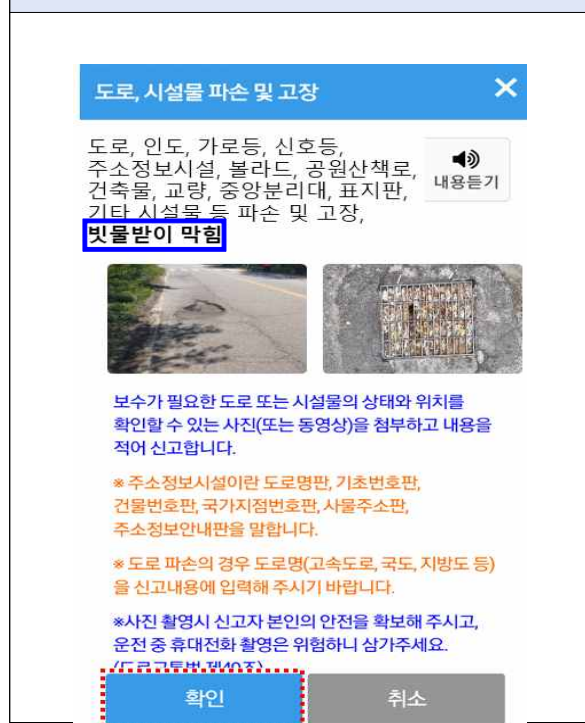 도로, 시설물 파손 및 고장
도로, 인도, 가로등, 신호등,
주소정보시설, 볼라드, 공원산책로,
건축물, 교량, 중앙분리대, 표지판,
기타 시설물 등 파손 및 고장,
빗물받이 막힘
내용듣기
보수가 필요한 도로 또는 시설물의 상태와 위치를
확인할 수 있는 사진(또는 동영상)을 첨부하고 내용을
적어 신고합니다.
※ 주소정보시설이란 도로명판, 기초번호판,
건물번호판, 국가지점번호판, 사물주소판,
주소정보안내판을 말합니다.
※ 도로 파손의 경우 도로명(고속도로, 국도, 지방도 등)
을 신고내용에 입력해 주시기 바랍니다.
※사진 촬영시 신고자 본인의 안전을 확보해 주시고,
운전 중 휴대전화 촬영은 위험하니 삼가주세요.
(도로교통법 제49조)
확인
취소